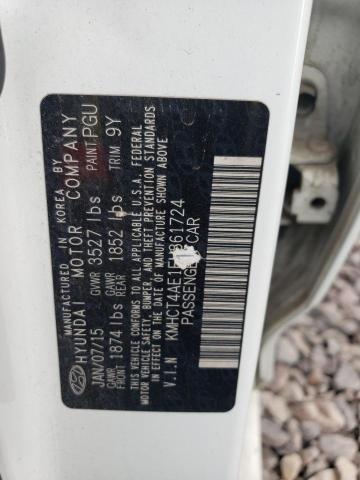 MANUFACTURED IN KOREA BY
HYUNDAI MOTOR COMPANY
JAN/07/15 GVWR 3527 lbs PAINT PGU
GAWR FRONT 1874 lbs GAWR REAR 1852 lbs TRIM 9Y
THIS VEHICLE CONFORMS TO ALL APPLICABLE U.S.A. FEDERAL
MOTOR VEHICLE SAFETY, BUMPER, AND THEFT PREVENTION STANDARDS
IN EFFECT ON THE DATE OF MANUFACTURE SHOWN ABOVE.
V.I.N
PASSENGER CAR